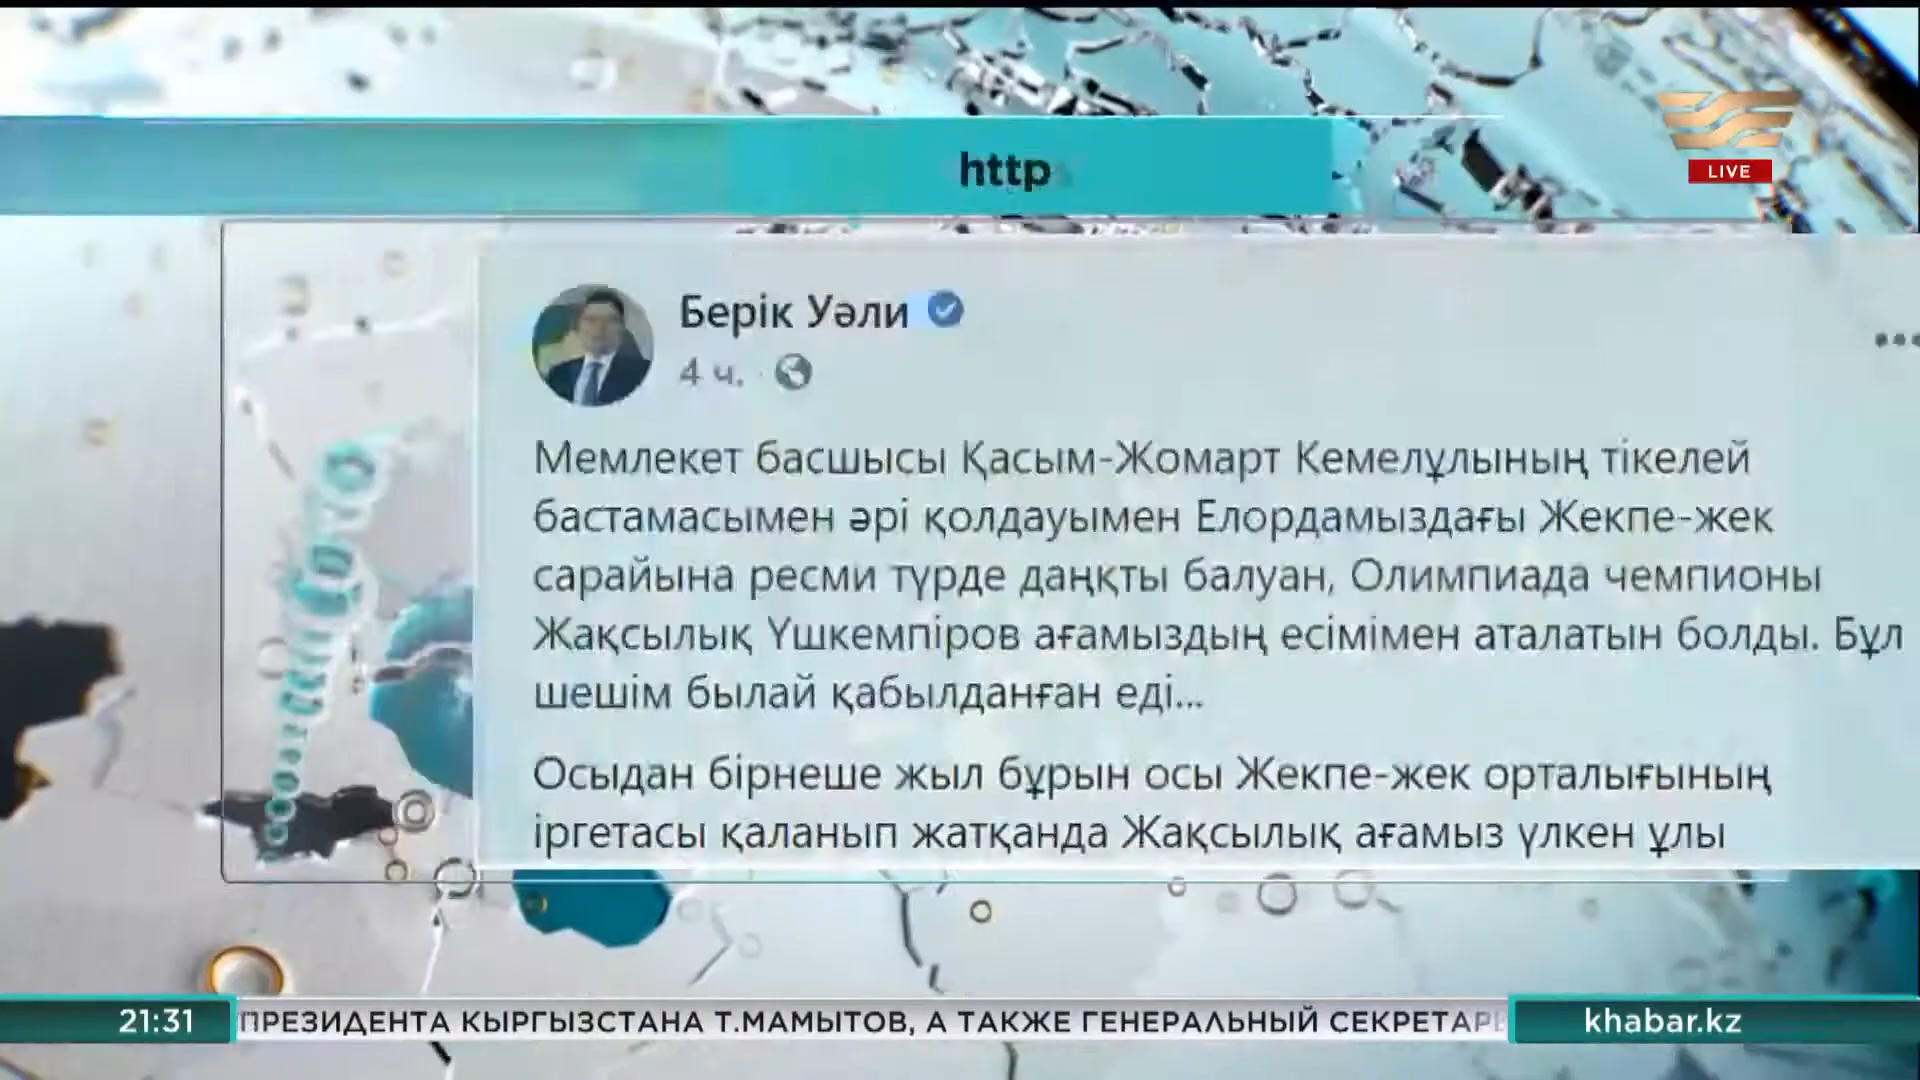 http
LIVE
Берік Уәли
4 ч.
Мемлекет басшысы Қасым-Жомарт Кемелұлының тікелей
бастамасымен әрі қолдауымен Елордамыздағы Жекпе-жек
сарайына ресми түрде даңқты балуан, Олимпиада чемпионы
Жақсылық Үшкемпіров ағамыздың есімімен аталатын болды. Бұл
шешім былай қабылданған еді...
Осыдан бірнеше жыл бұрын осы Жекпе-жек орталығының
іргетасы қаланып жатқанда Жақсылық ағамыз үлкен ұлы
21:31
ПРЕЗИДЕНТА КЫРГЫЗСТАНА Т.МАМЫТОВ, А ТАКЖЕ ГЕНЕРАЛЬНЫЙ СЕКРЕТАР
khabar.kz